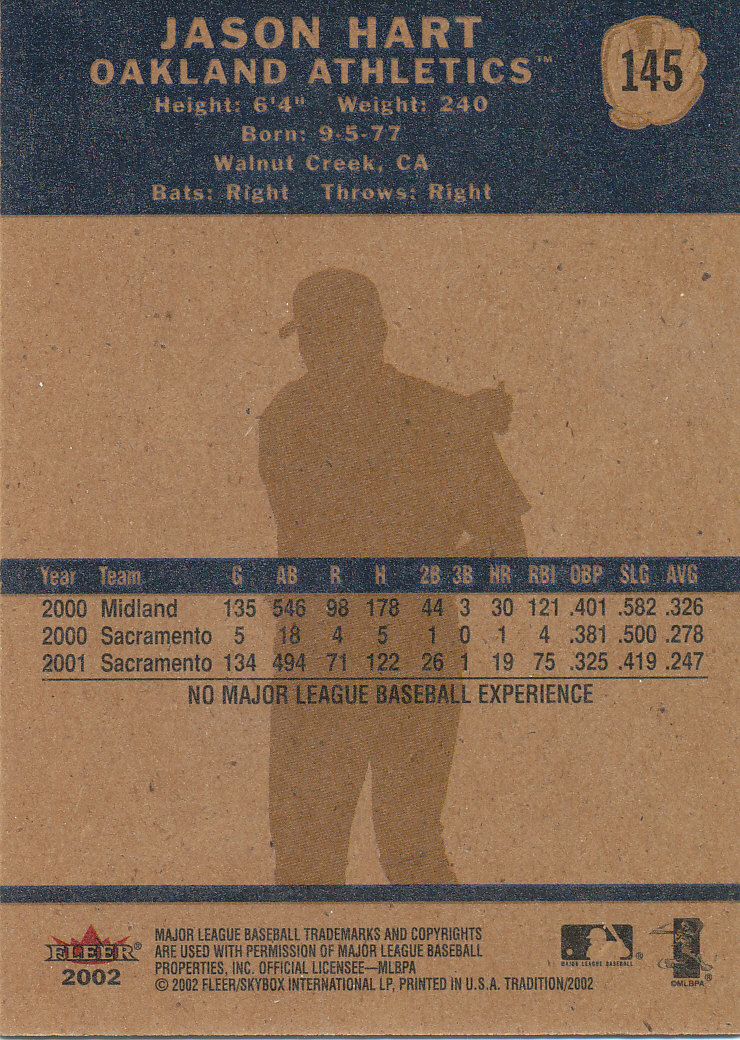 JASON HART
OAKLAND ATHLETICS™
145
Height: 6'4" Weight: 240
Born: 9-5-77
Walnut Creek, CA
Bats: Right Throws: Right
Year Team G AB R H 2B 3B HR RBI OBP SLG AVG
2000 Midland 135 546 98 178 44 3 30 121 .401 .582 .326
2000 Sacramento 5 18 4 5 1 0 1 4 .381 .500 .278
2001 Sacramento 134 494 71 122 26 1 19 75 .325 .419 .247
NO MAJOR LEAGUE BASEBALL EXPERIENCE
FLEER®
2002
MAJOR LEAGUE BASEBALL TRADEMARKS AND COPYRIGHTS
ARE USED WITH PERMISSION OF MAJOR LEAGUE BASEBALL
PROPERTIES, INC. OFFICIAL LICENSEE—MLBPA
© 2002 FLEER/SKYBOX INTERNATIONAL LP, PRINTED IN U.S.A. TRADITION/2002
MAJOR LEAGUE BASEBALL®
©MLBPA®